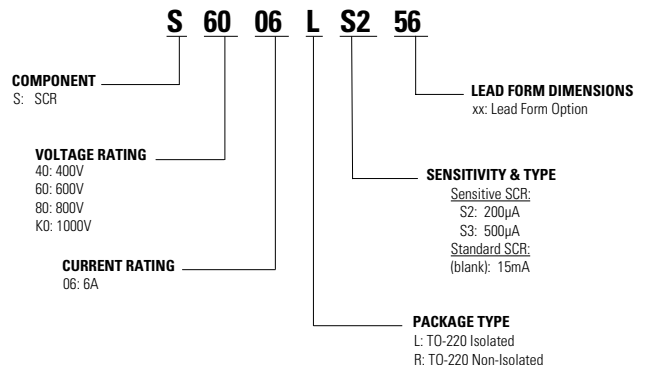 S 60 06 L S2 56
COMPONENT
S: SCR
VOLTAGE RATING
40: 400V
60: 600V
80: 800V
K0: 1000V
CURRENT RATING
06: 6A
LEAD FORM DIMENSIONS
xx: Lead Form Option
SENSITIVITY & TYPE
Sensitive SCR:
S2: 200µA
S3: 500µA
Standard SCR:
(blank): 15mA
PACKAGE TYPE
L: TO-220 Isolated
R: TO-220 Non-Isolated